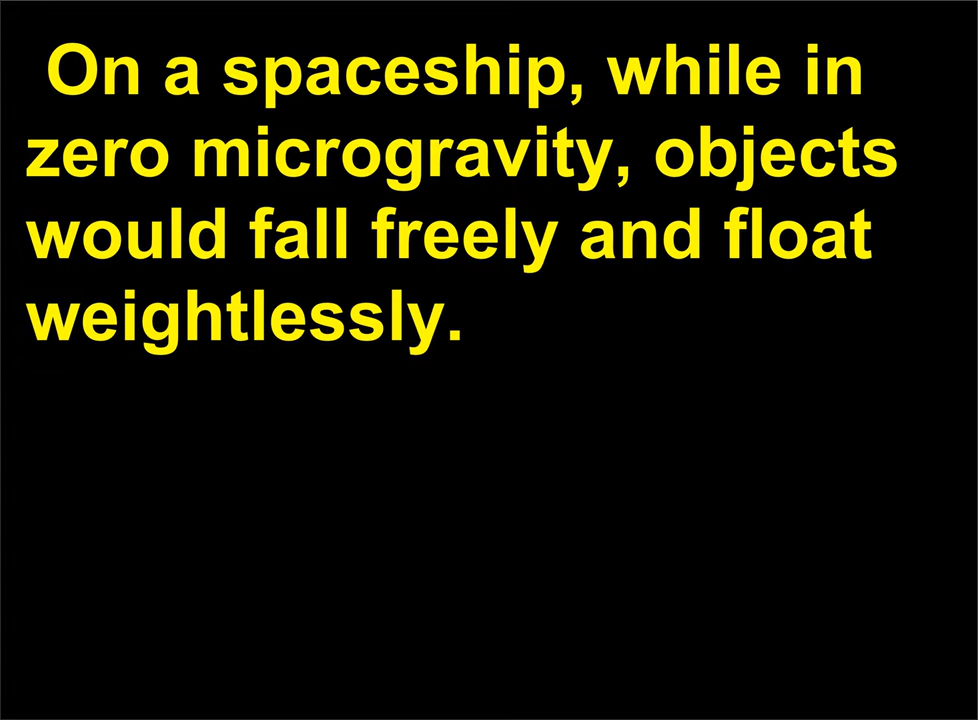 On a spaceship, while in
zero microgravity, objects
would fall freely and float
weightlessly.